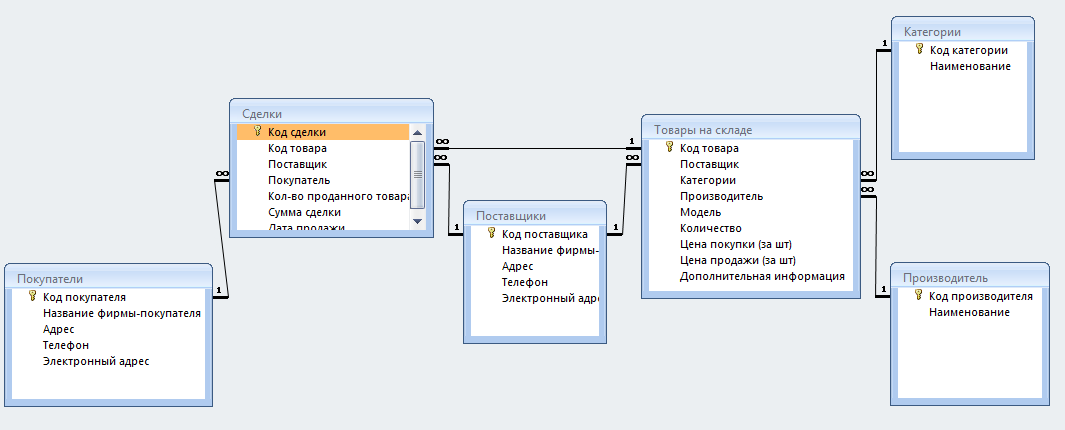 Категории
Код категории
Наименование
1
∞
Сделки
Код сделки
Код товара
Поставщик
Покупатель
Кол-во проданного товара
Сумма сделки
Дата продажи
∞
∞
∞
1
1
∞
Товары на складе
Код товара
Поставщик
Категории
Производитель
Модель
Количество
Цена покупки (за шт)
Цена продажи (за шт)
Дополнительная информация
∞
1
Поставщики
Код поставщика
Название фирмы-
Адрес
Телефон
Электронный адре
1
1
Покупатели
Код покупателя
Название фирмы-покупателя
Адрес
Телефон
Электронный адрес
1
Производитель
Код производителя
Наименование